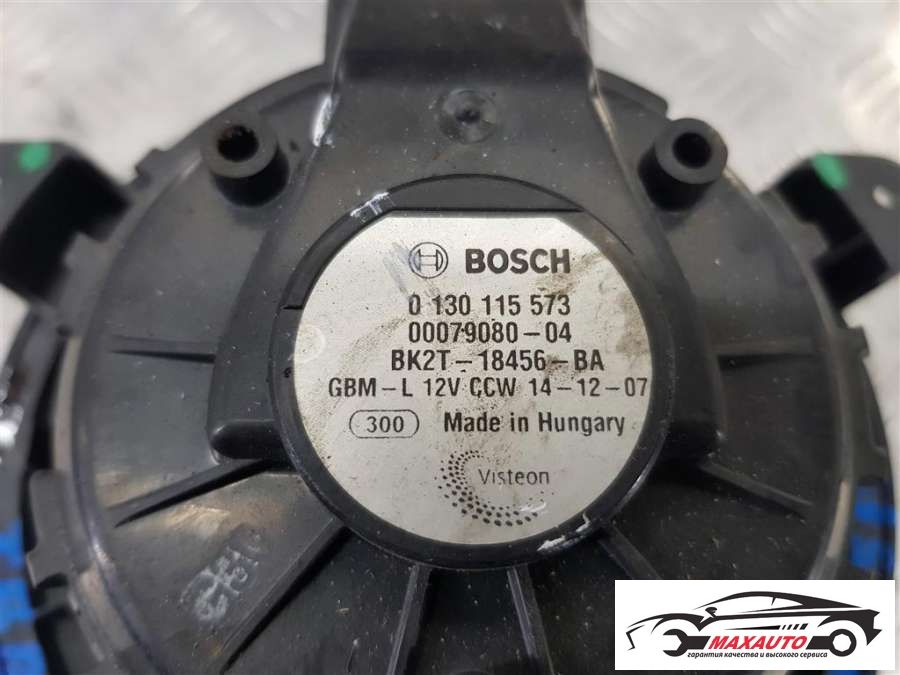 BOSCH
0 130 115 573
00079080-04
BK2T-18456-BA
GBM-L 12V CCW 14-12-07
300 Made in Hungary
Visteon
MAXAUTO
гарантия качества и высокого сервиса